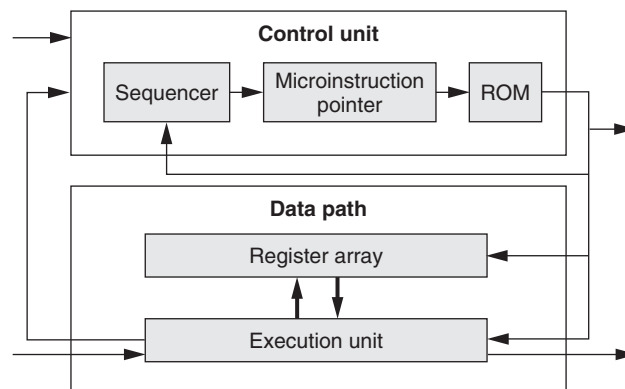 Control unit
Sequencer
Microinstruction
pointer
ROM
Data path
Register array
Execution unit